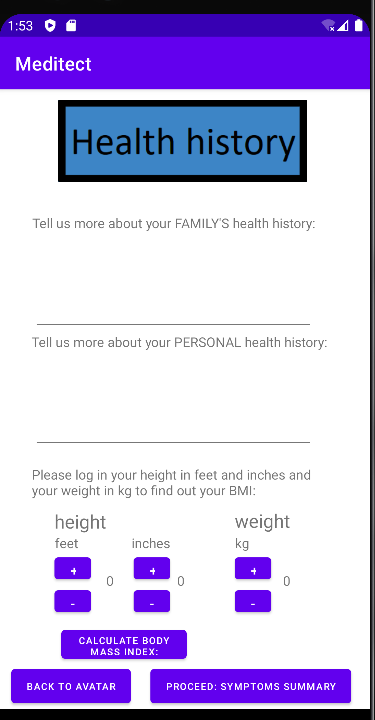 1:53
Meditect
Health history
Tell us more about your FAMILY'S health history:
Tell us more about your PERSONAL health history:
Please log in your height in feet and inches and
your weight in kg to find out your BMI:
height weight
feet inches kg
+ + +
0 0 0
- - -
CALCULATE BODY
MASS INDEX:
BACK TO AVATAR PROCEED: SYMPTOMS SUMMARY